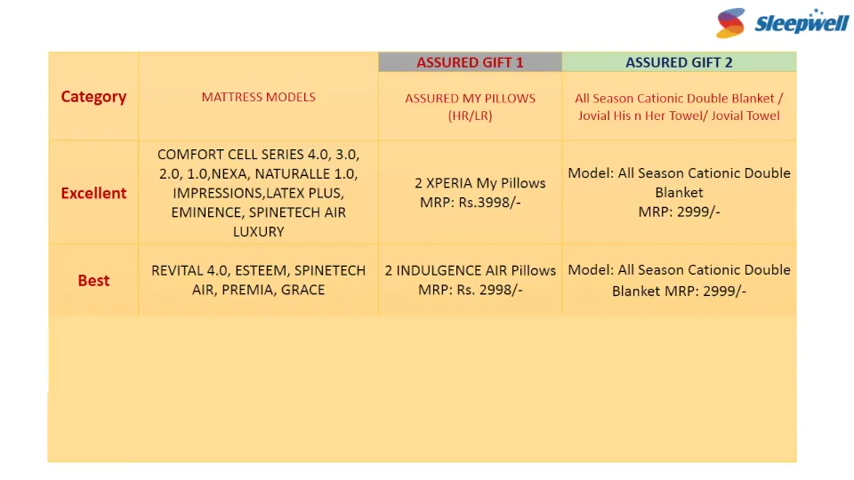 Sleepwell
ASSURED GIFT 1
ASSURED GIFT 2
Category
MATTRESS MODELS
ASSURED MY PILLOWS
(HR/LR)
All Season Cationic Double Blanket /
Jovial His n Her Towel/ Jovial Towel
Excellent
COMFORT CELL SERIES 4.0, 3.0,
2.0, 1.0,NEXA, NATURALLE 1.0,
IMPRESSIONS,LATEX PLUS,
EMINENCE, SPINETECH AIR
LUXURY
2 XPERIA My Pillows
MRP: Rs.3998/-
Model: All Season Cationic Double
Blanket
MRP: 2999/-
Best
REVITAL 4.0, ESTEEM, SPINETECH
AIR, PREMIA, GRACE
2 INDULGENCE AIR Pillows
MRP: Rs. 2998/-
Model: All Season Cationic Double
Blanket MRP: 2999/-